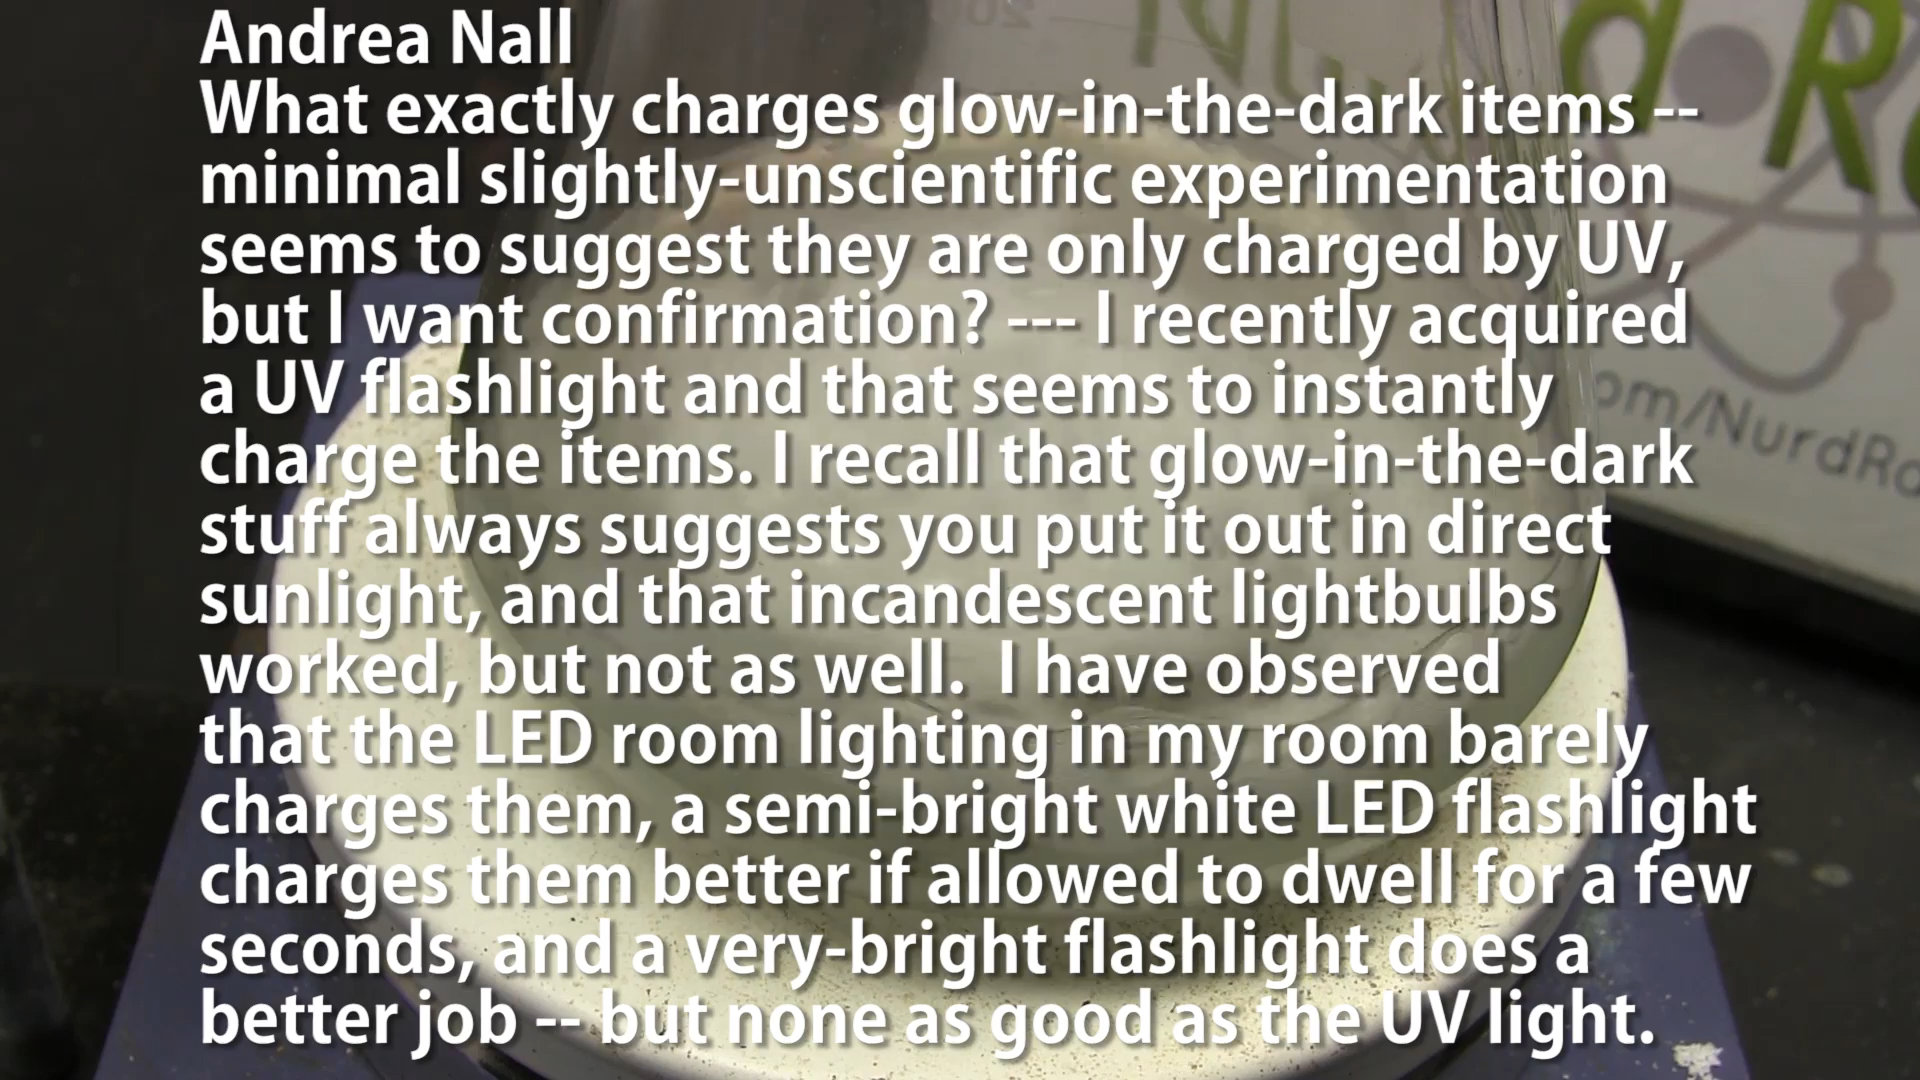 Andrea Nall
What exactly charges glow-in-the-dark items --
minimal slightly-unscientific experimentation
seems to suggest they are only charged by UV,
but I want confirmation? --- I recently acquired
a UV flashlight and that seems to instantly
charge the items. I recall that glow-in-the-dark
stuff always suggests you put it out in direct
sunlight, and that incandescent lightbulbs
worked, but not as well.  I have observed
that the LED room lighting in my room barely
charges them, a semi-bright white LED flashlight
charges them better if allowed to dwell for a few
seconds, and a very-bright flashlight does a
better job -- but none as good as the UV light.